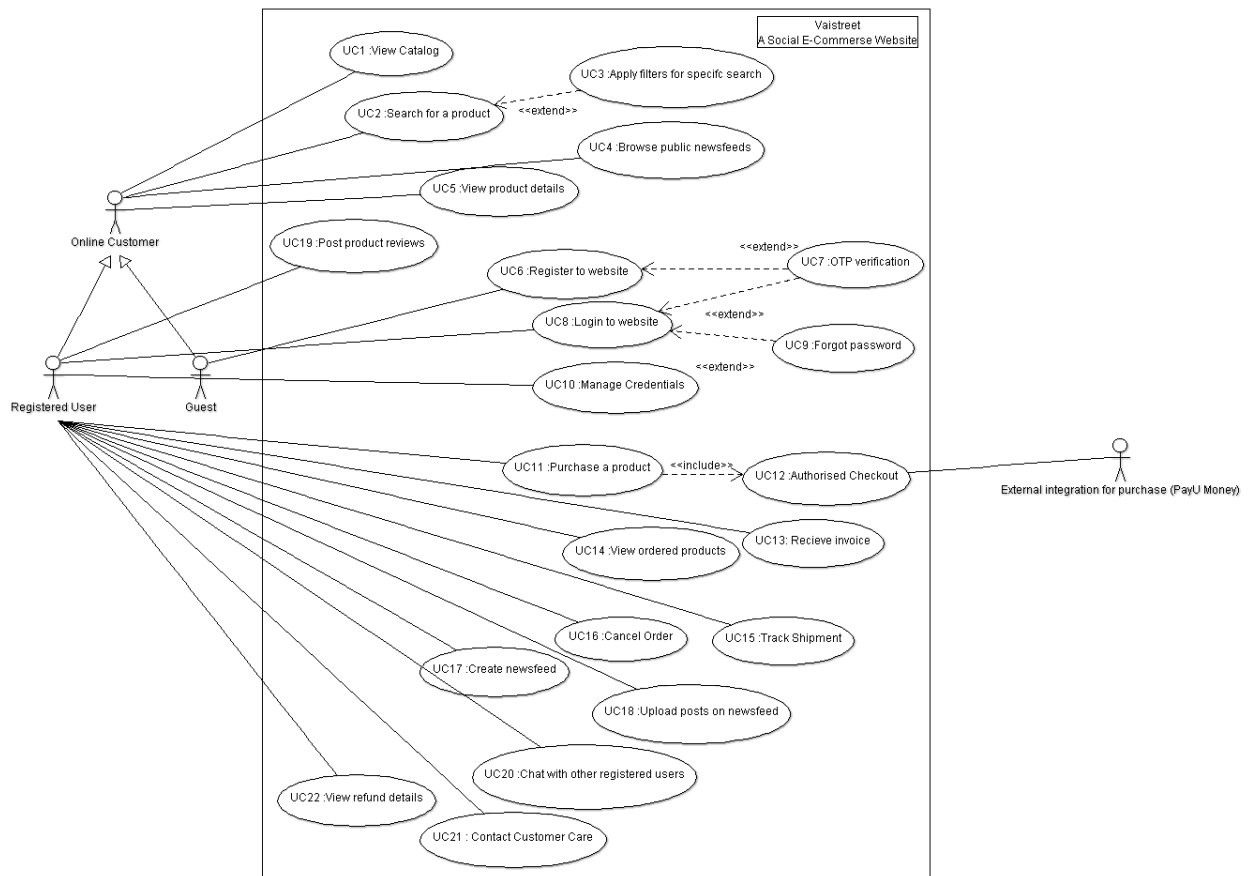 Vaistreet
A Social E-Commerse Website
UC1 :View Catalog
UC3 :Apply filters for specifc search
UC2 :Search for a product
<<extend>>
UC4 :Browse public newsfeeds
UC5 :View product details
Online Customer
UC19 :Post product reviews
<<extend>>
UC7 :OTP verification
UC6 :Register to website
<<extend>>
UC8 :Login to website
UC9 :Forgot password
<<extend>>
UC10 :Manage Credentials
Registered User
Guest
UC11 :Purchase a product
<<include>>
UC12 :Authorised Checkout
External integration for purchase (PayU Money)
UC13: Recieve invoice
UC14 :View ordered products
UC16 :Cancel Order
UC15 :Track Shipment
UC17 :Create newsfeed
UC18 :Upload posts on newsfeed
UC20 :Chat with other registered users
UC22 :View refund details
UC21 : Contact Customer Care